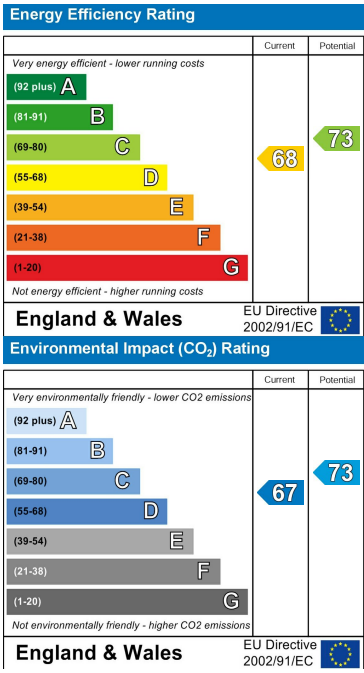 Energy Efficiency Rating
Current Potential
Very energy efficient - lower running costs
(92 plus) A
(81-91) B
(69-80) C
(55-68) D
(39-54) E
(21-38) F
(1-20) G
68
73
Not energy efficient - higher running costs
England & Wales
EU Directive
2002/91/EC
Environmental Impact (CO₂) Rating
Current Potential
Very environmentally friendly - lower CO2 emissions
(92 plus) A
(81-91) B
(69-80) C
(55-68) D
(39-54) E
(21-38) F
(1-20) G
67
73
Not environmentally friendly - higher CO2 emissions
England & Wales
EU Directive
2002/91/EC